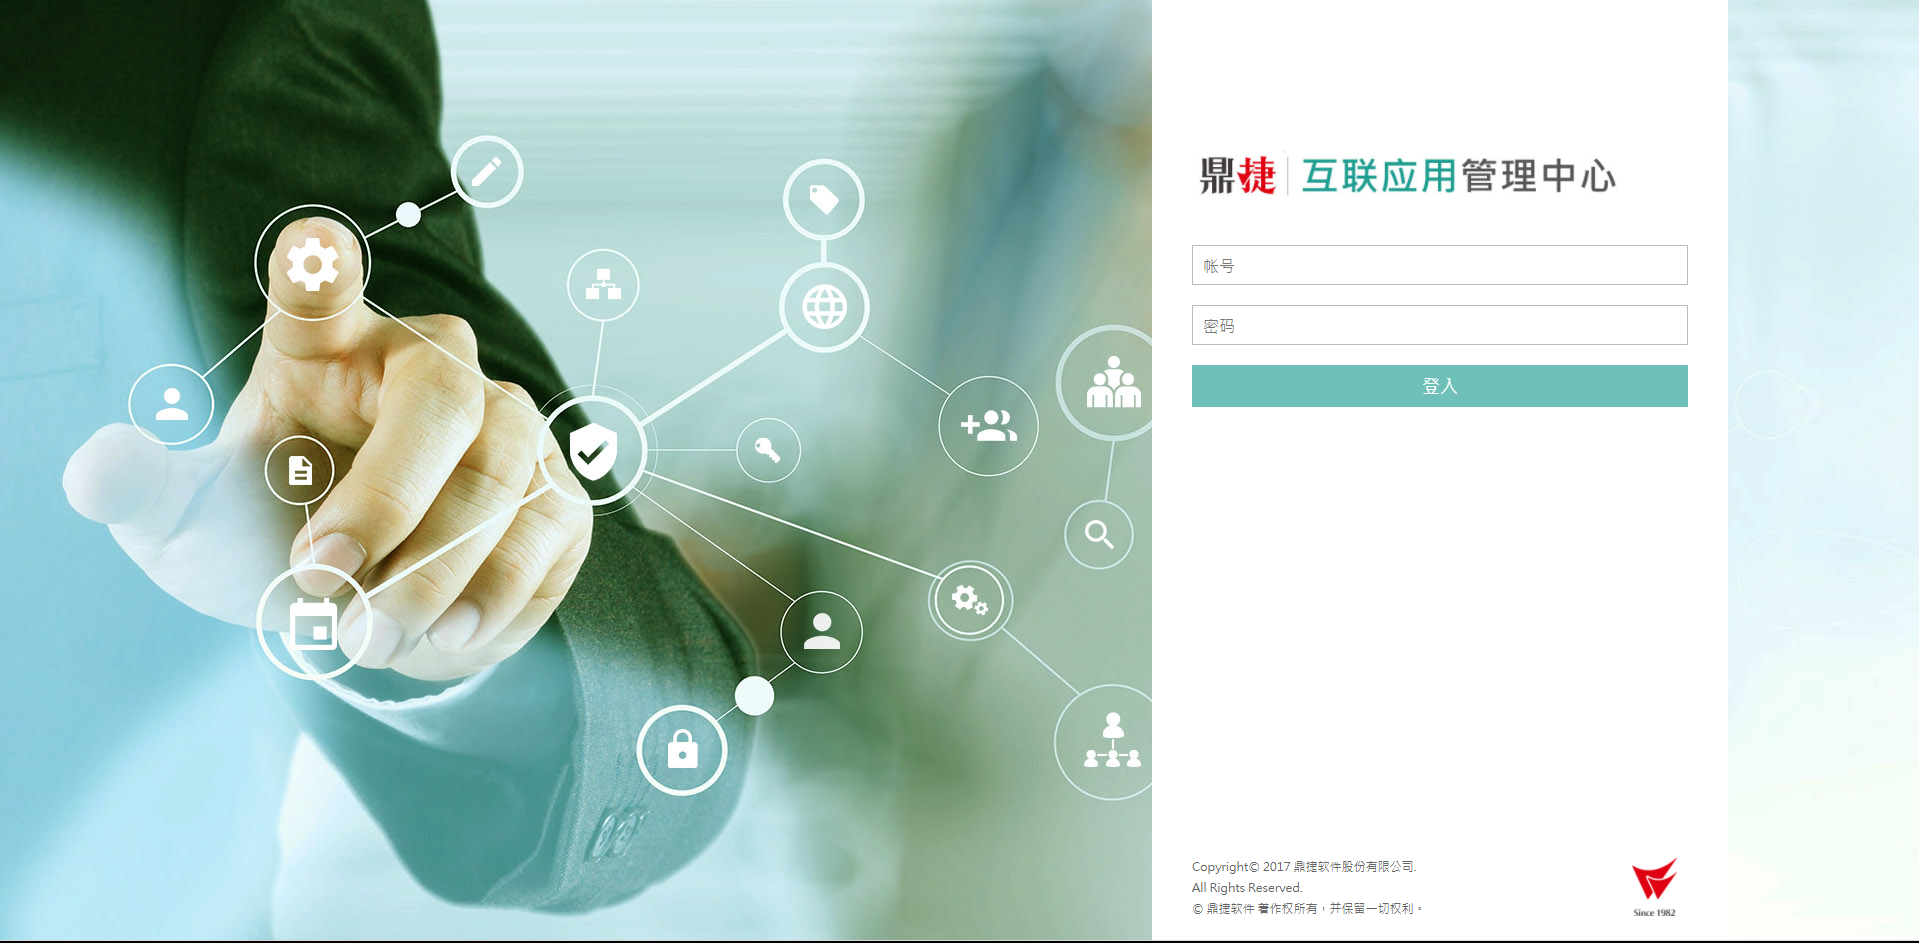 鼎捷 互联应用管理中心
帐号
密码
登入
Copyright© 2017 鼎捷软件股份有限公司.
All Rights Reserved.
© 鼎捷软件 著作权所有，并保留一切权利。
Since 1982